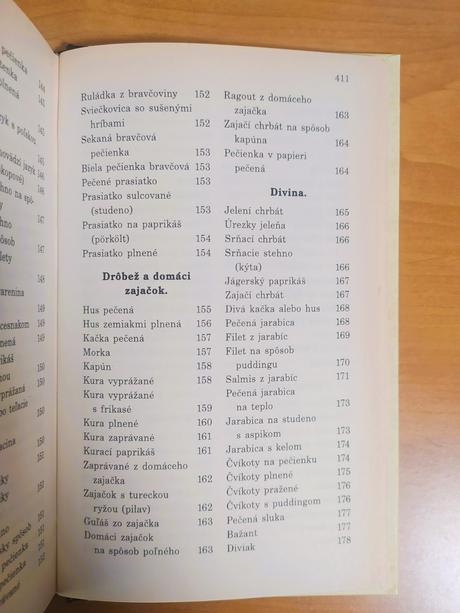 411
Ruládka z bravčoviny 152
Sviečkovica so sušenými
hríbami 152
Sekaná bravčová
pečienka 153
Biela pečienka bravčová 153
Pečené prasiatko 153
Prasiatko sulcované
(studeno) 153
Prasiatko na paprikáš
(pörkölt) 154
Prasiatko plnené 154
Drôbež a domáci
zajačok.
Hus pečená 155
Hus zemiakmi plnená 156
Kačka pečená 157
Morka 157
Kapún 158
Kura vyprážané 158
Kura vyprážané
s frikasé 159
Kura plnené 160
Kura zaprávané 161
Kurací paprikáš 161
Zaprávané z domáceho
zajačka 162
Zajačok s tureckou
ryžou (pilav) 162
Guľáš zo zajačka 163
Domáci zajačok
na spôsob poľného 163
Ragout z domáceho
zajačka 163
Zajačí chrbát na spôsob
kapúna 164
Pečienka v papieri
pečená 164
Divina.
Jelení chrbát 165
Úrezky jeleňa 166
Srňací chrbát 166
Srňacie stehno
(kýta) 166
Jágerský paprikáš 167
Zajačí chrbát 167
Divá kačka alebo hus 168
Pečená jarabica 168
Filet z jarabíc 169
Filet na spôsob
puddingu 170
Salmis z jarabíc 171
Pečená jarabica
na teplo 173
Jarabica na studeno
s aspikom 173
Jarabica s kelom 174
Čvíkoty na pečienku 174
Čvíkoty plnené 175
Čvíkoty pražené 176
Čvíkoty s puddingom 176
Pečená sluka 177
Bažant 177
Diviak 178